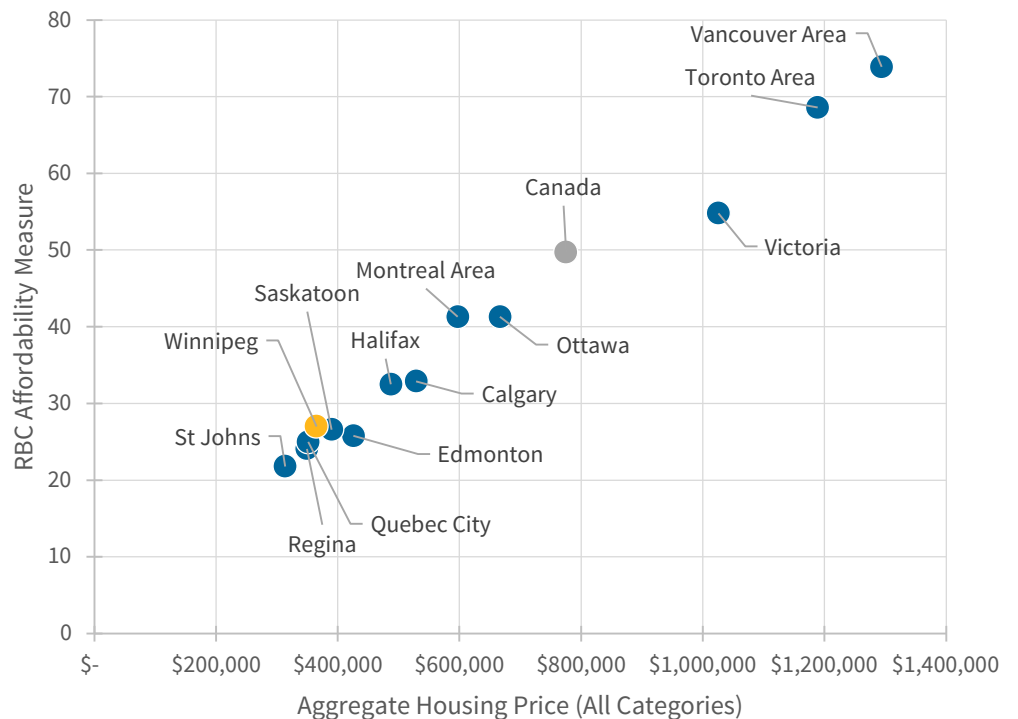 80
70
60
50
40
30
20
10
0
RBC Affordability Measure
Vancouver Area
Toronto Area
Canada
Victoria
Montreal Area
Saskatoon
Winnipeg
Halifax
Ottawa
Calgary
St Johns
Edmonton
Quebec City
Regina
$- $200,000 $400,000 $600,000 $800,000 $1,000,000 $1,200,000 $1,400,000
Aggregate Housing Price (All Categories)